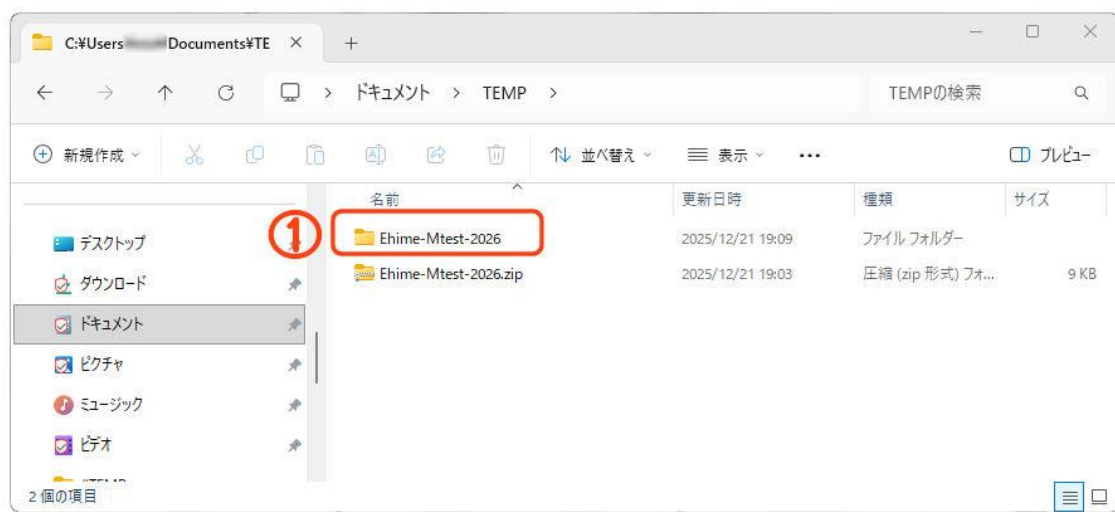 C:¥Users Documents¥TE
ドキュメント > TEMP >
TEMPの検索
新規作成
並べ替え
表示
プレビュー
名前 更新日時 種類 サイズ
①
デスクトップ
Ehime-Mtest-2026 2025/12/21 19:09 ファイル フォルダー
ダウンロード
Ehime-Mtest-2026.zip 2025/12/21 19:03 圧縮 (zip 形式) フォ... 9 KB
ドキュメント
ピクチャ
ミュージック
ビデオ
2 個の項目